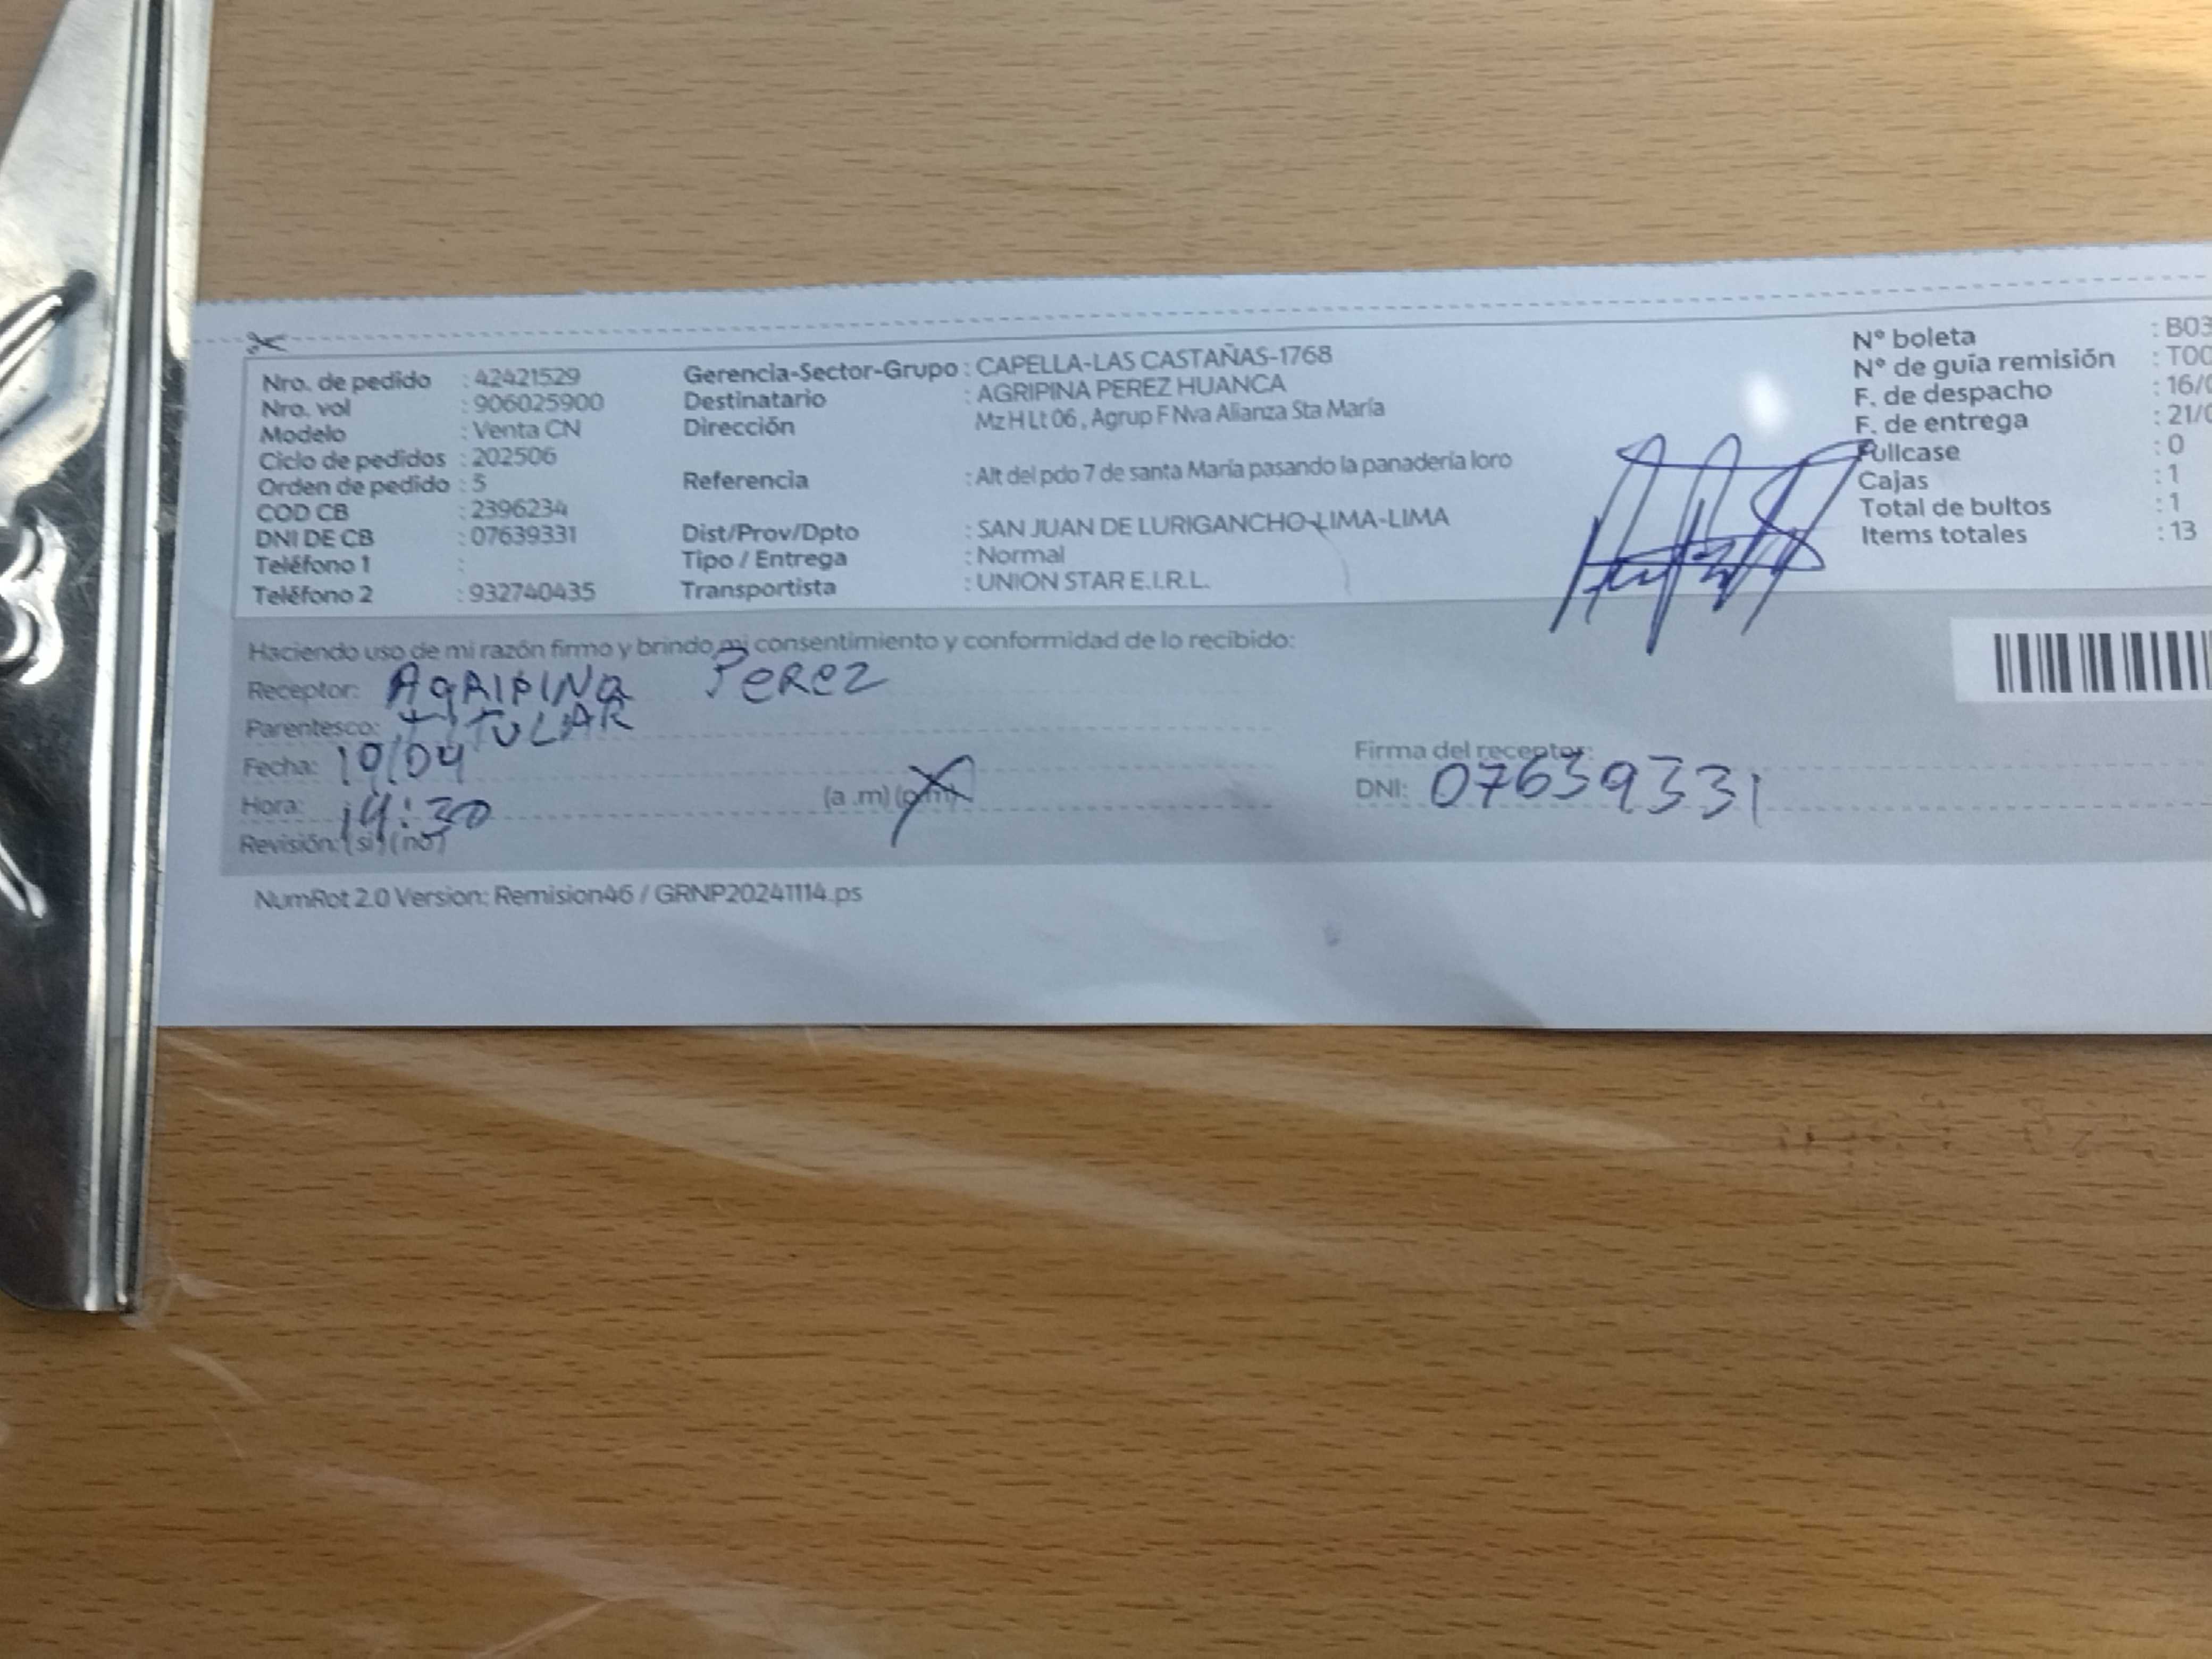 Nro. de pedido : 42421529
Nro. vol : 906025900
Modelo : Venta CN
Ciclo de pedidos : 202506
Orden de pedido : 5
COD CB : 2396234
DNI DE CB : 07639331
Teléfono 1 :
Teléfono 2 : 932740435
Gerencia-Sector-Grupo : CAPELLA-LAS CASTAÑAS-1768
Destinatario : AGRIPINA PEREZ HUANCA
Dirección Mz H Lt 06 , Agrup F Nva Alianza Sta María
Referencia : Alt del pdo 7 de santa María pasando la panadería loro
Dist/Prov/Dpto : SAN JUAN DE LURIGANCHO-LIMA-LIMA
Tipo / Entrega : Normal
Transportista : UNION STAR E.I.R.L.
N° boleta : B03
N° de guía remisión : T00
F. de despacho : 16/0
F. de entrega : 21/0
Fullcase : 0
Cajas : 1
Total de bultos : 1
Items totales : 13
Haciendo uso de mi razón firmo y brindo mi consentimiento y conformidad de lo recibido:
Receptor: AGRIPINA PEREZ
Parentesco: TITULAR
Fecha: 19/04
Hora: 14:30 (a .m) (p.m)
Revisión: (si) (no)
Firma del receptor:
DNI: 07639331
NumRot 2.0 Version: Remision46 / GRNP20241114.ps